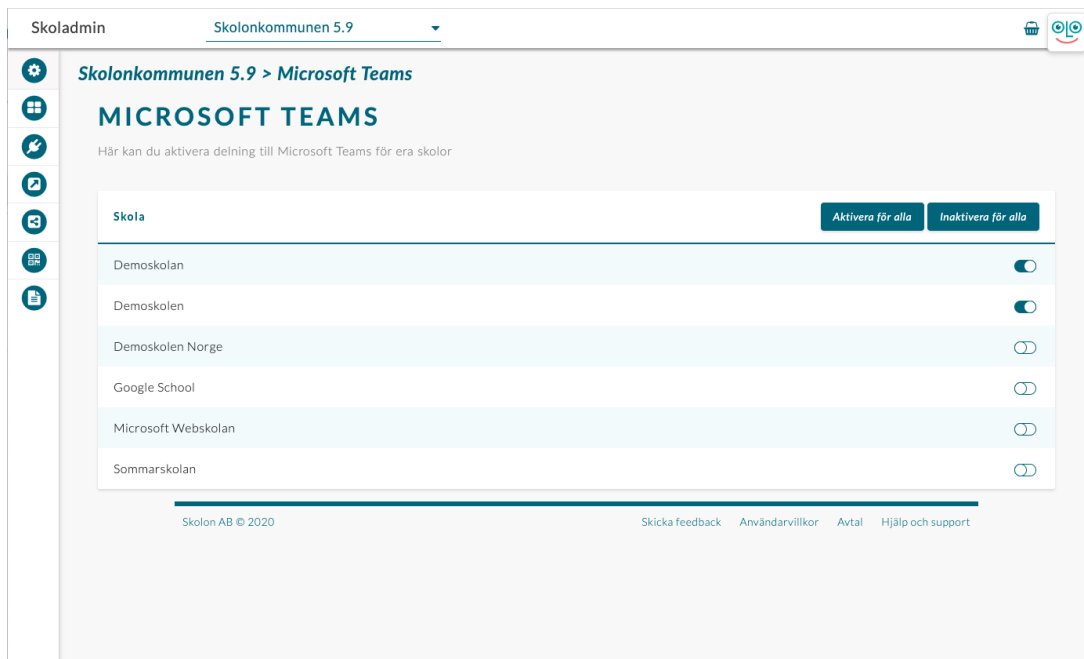 Skoladmin
Skolonkommunen 5.9
Skolonkommunen 5.9 > Microsoft Teams
MICROSOFT TEAMS
Här kan du aktivera delning till Microsoft Teams för era skolor
Skola
Aktivera för alla
Inaktivera för alla
Demoskolan
Demoskolen
Demoskolen Norge
Google School
Microsoft Webskolan
Sommarskolan
Skolon AB © 2020
Skicka feedback
Användarvillkor
Avtal
Hjälp och support